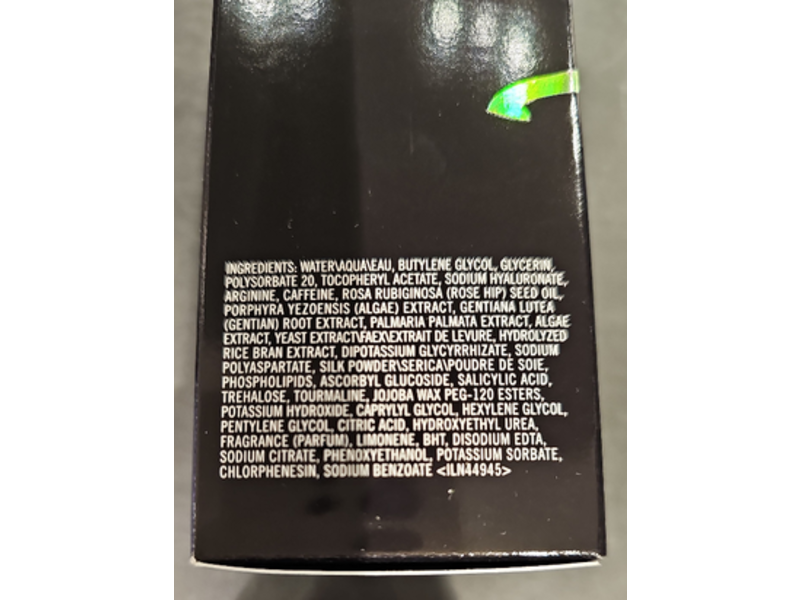 INGREDIENTS: WATER\AQUA\EAU, BUTYLENE GLYCOL, GLYCERIN,
POLYSORBATE 20, TOCOPHERYL ACETATE, SODIUM HYALURONATE,
ARGININE, CAFFEINE, ROSA RUBIGINOSA (ROSE HIP) SEED OIL,
PORPHYRA YEZOENSIS (ALGAE) EXTRACT, GENTIANA LUTEA
(GENTIAN) ROOT EXTRACT, PALMARIA PALMATA EXTRACT, ALGAE
EXTRACT, YEAST EXTRACT\FAEX\EXTRAIT DE LEVURE, HYDROLYZED
RICE BRAN EXTRACT, DIPOTASSIUM GLYCYRRHIZATE, SODIUM
POLYASPARTATE, SILK POWDER\SERICA\POUDRE DE SOIE,
PHOSPHOLIPIDS, ASCORBYL GLUCOSIDE, SALICYLIC ACID,
TREHALOSE, TOURMALINE, JOJOBA WAX PEG-120 ESTERS,
POTASSIUM HYDROXIDE, CAPRYLYL GLYCOL, HEXYLENE GLYCOL,
PENTYLENE GLYCOL, CITRIC ACID, HYDROXYETHYL UREA,
FRAGRANCE (PARFUM), LIMONENE, BHT, DISODIUM EDTA,
SODIUM CITRATE, PHENOXYETHANOL, POTASSIUM SORBATE,
CHLORPHENESIN, SODIUM BENZOATE <ILN44945>